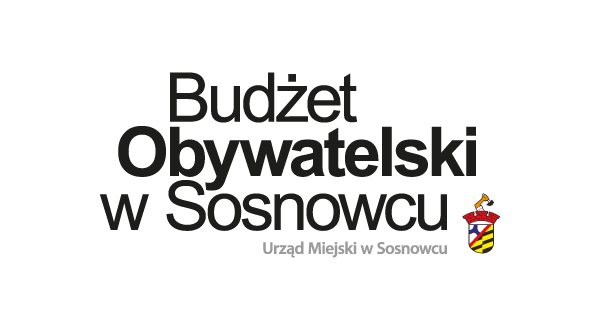 Budżet
Obywatelski
w Sosnowcu
Urząd Miejski w Sosnowcu